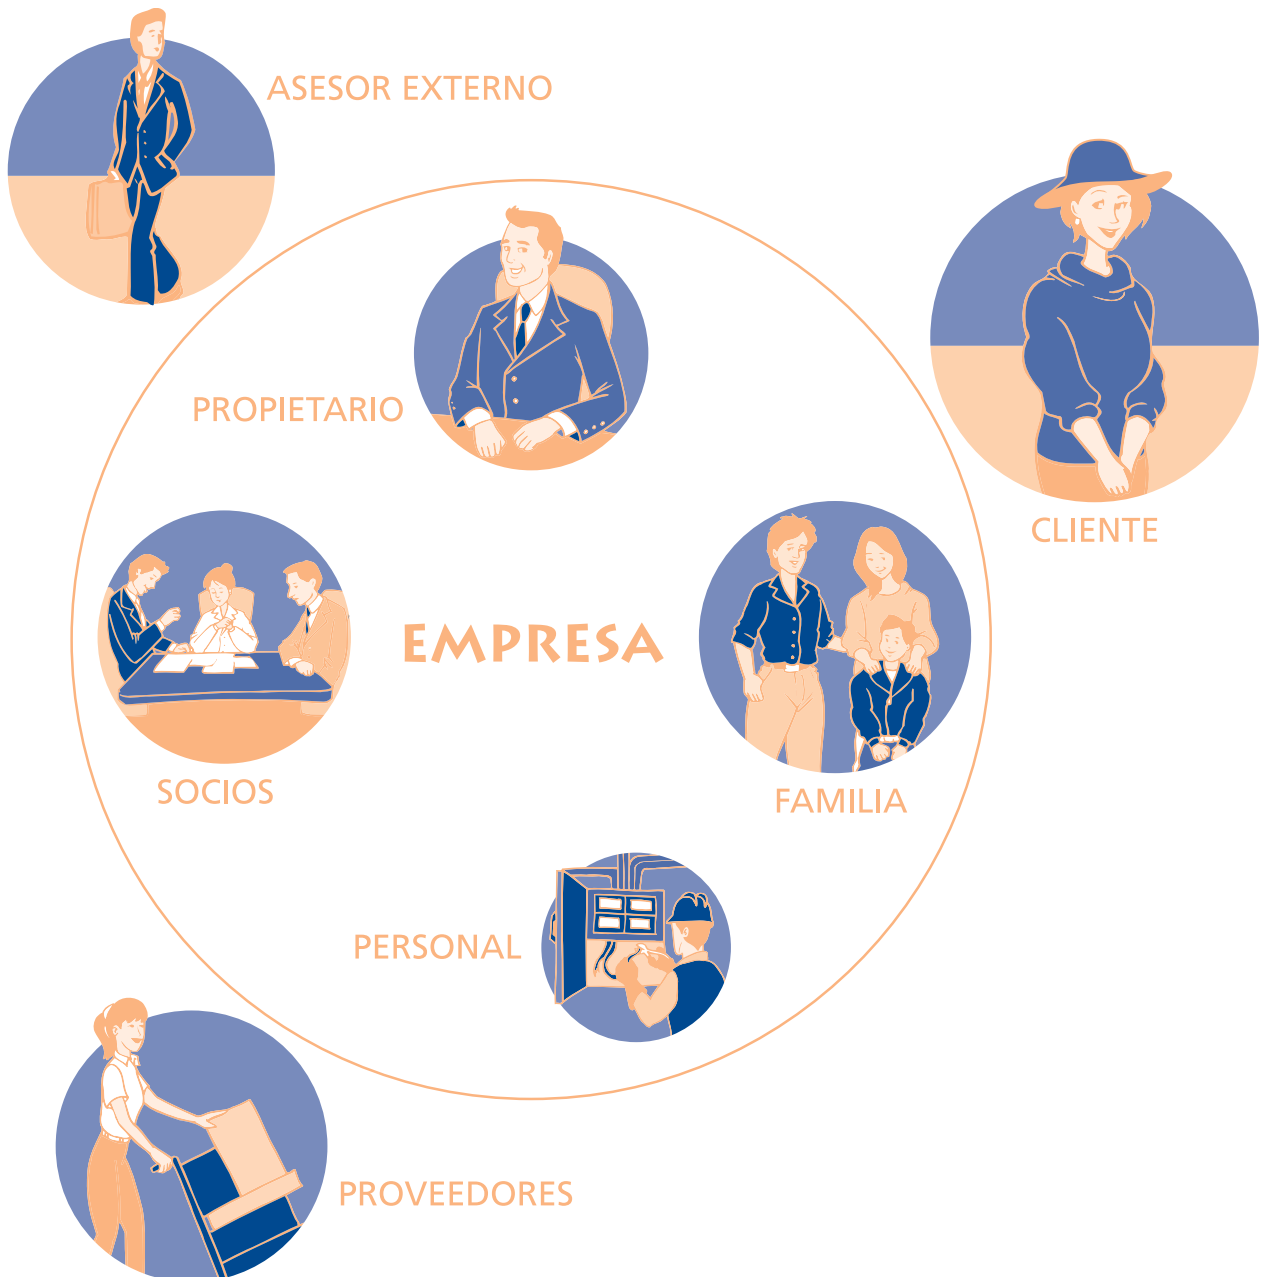 ASESOR EXTERNO
PROPIETARIO
CLIENTE
EMPRESA
SOCIOS
FAMILIA
PERSONAL
PROVEEDORES